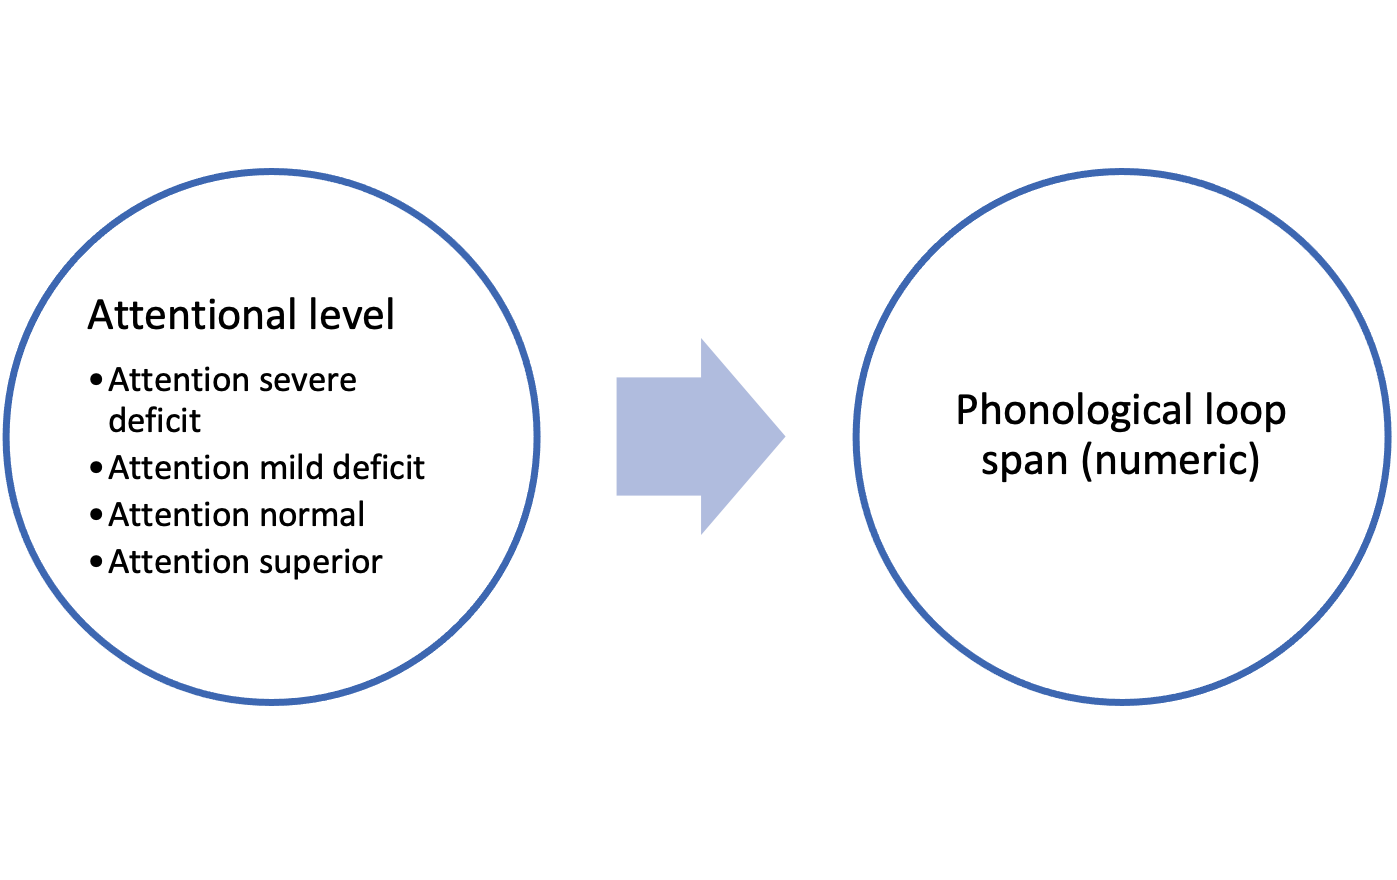 Attentional level
•Attention severe
deficit
•Attention mild deficit
•Attention normal
•Attention superior
Phonological loop
span (numeric)